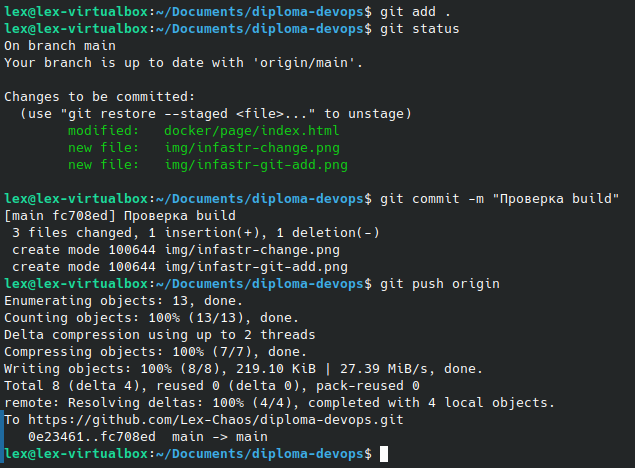 lex@lex-virtualbox:~/Documents/diploma-devops$ git add .
lex@lex-virtualbox:~/Documents/diploma-devops$ git status
On branch main
Your branch is up to date with 'origin/main'.
Changes to be committed:
  (use "git restore --staged <file>..." to unstage)
        modified:   docker/page/index.html
        new file:   img/infastr-change.png
        new file:   img/infastr-git-add.png
lex@lex-virtualbox:~/Documents/diploma-devops$ git commit -m "Проверка build"
[main fc708ed] Проверка build
 3 files changed, 1 insertion(+), 1 deletion(-)
 create mode 100644 img/infastr-change.png
 create mode 100644 img/infastr-git-add.png
lex@lex-virtualbox:~/Documents/diploma-devops$ git push origin
Enumerating objects: 13, done.
Counting objects: 100% (13/13), done.
Delta compression using up to 2 threads
Compressing objects: 100% (7/7), done.
Writing objects: 100% (8/8), 219.10 KiB | 27.39 MiB/s, done.
Total 8 (delta 4), reused 0 (delta 0), pack-reused 0
remote: Resolving deltas: 100% (4/4), completed with 4 local objects.
To https://github.com/Lex-Chaos/diploma-devops.git
   0e23461..fc708ed  main -> main
lex@lex-virtualbox:~/Documents/diploma-devops$